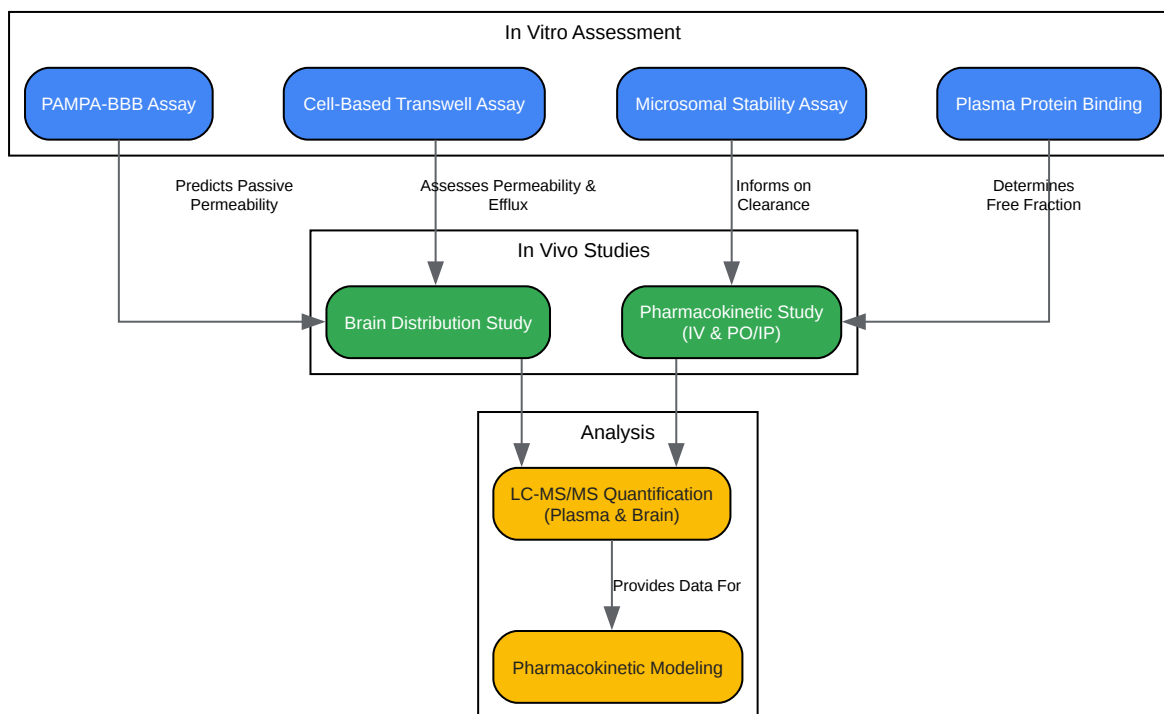 In Vitro Assessment
PAMPA-BBB Assay
Cell-Based Transwell Assay
Microsomal Stability Assay
Plasma Protein Binding
Predicts Passive
Permeability
Assesses Permeability &
Efflux
Informs on
Clearance
Determines
Free Fraction
In Vivo Studies
Brain Distribution Study
Pharmacokinetic Study
(IV & PO/IP)
Analysis
LC-MS/MS Quantification
(Plasma & Brain)
Provides Data For
Pharmacokinetic Modeling